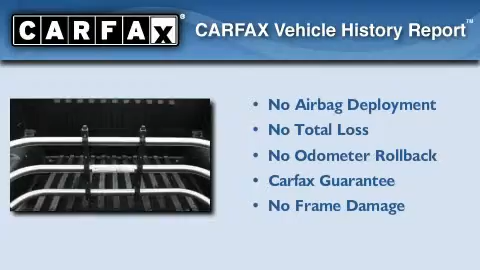 CARFAX® CARFAX Vehicle History Report™
• No Airbag Deployment
• No Total Loss
• No Odometer Rollback
• Carfax Guarantee
• No Frame Damage